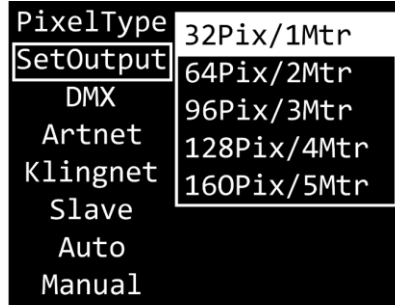 PixelType
SetOutput
DMX
Artnet
Klingnet
Slave
Auto
Manual
32Pix/1Mtr
64Pix/2Mtr
96Pix/3Mtr
128Pix/4Mtr
160Pix/5Mtr